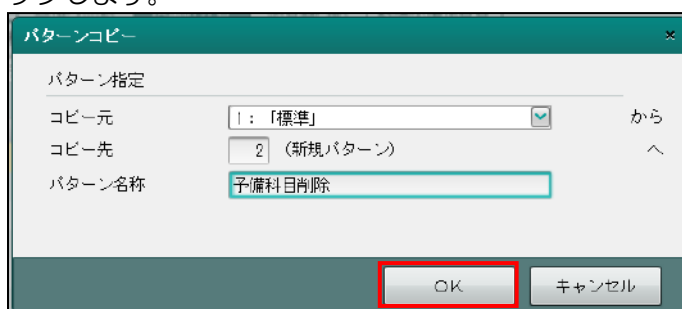 ックします。
パターンコピー ×
パターン指定
コピー元 1：「標準」 から
コピー先 2 （新規パターン） へ
パターン名称 予備科目削除
OK キャンセル